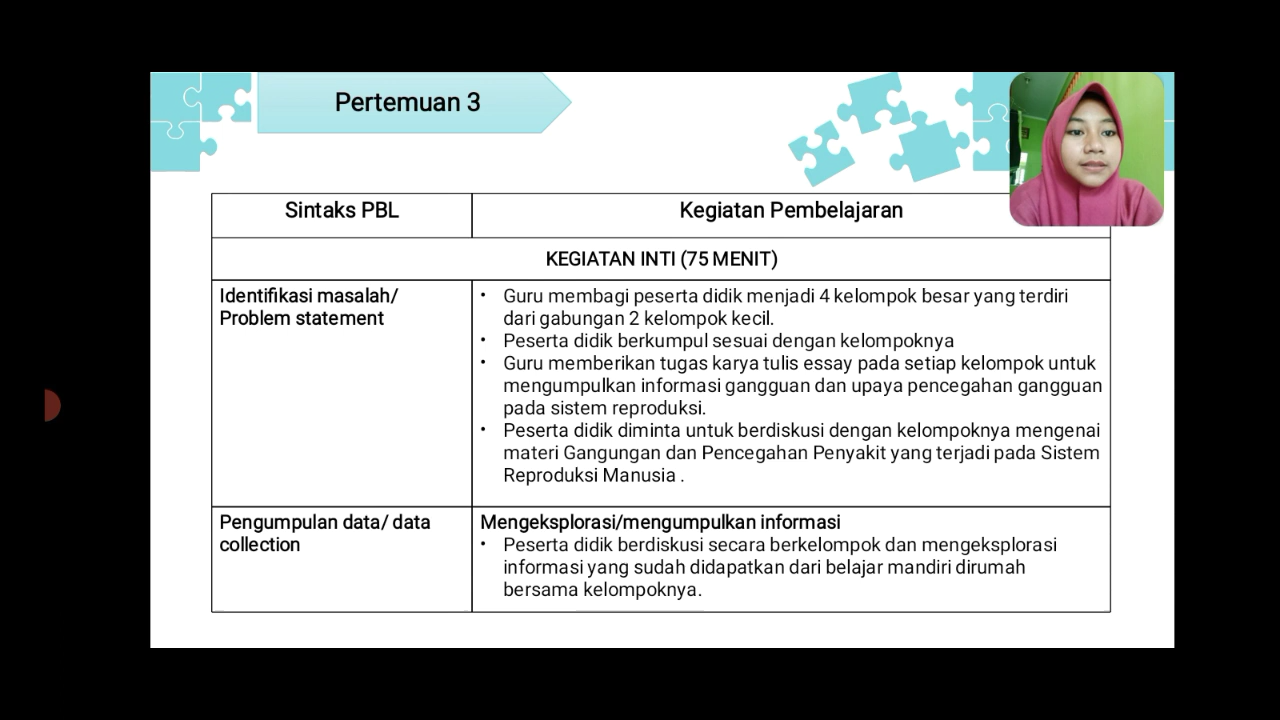 Pertemuan 3
Sintaks PBL
Kegiatan Pembelajaran
KEGIATAN INTI (75 MENIT)
Identifikasi masalah/
Problem statement
• Guru membagi peserta didik menjadi 4 kelompok besar yang terdiri
dari gabungan 2 kelompok kecil.
• Peserta didik berkumpul sesuai dengan kelompoknya
• Guru memberikan tugas karya tulis essay pada setiap kelompok untuk
mengumpulkan informasi gangguan dan upaya pencegahan gangguan
pada sistem reproduksi.
• Peserta didik diminta untuk berdiskusi dengan kelompoknya mengenai
materi Gangungan dan Pencegahan Penyakit yang terjadi pada Sistem
Reproduksi Manusia .
Pengumpulan data/ data
collection
Mengeksplorasi/mengumpulkan informasi
• Peserta didik berdiskusi secara berkelompok dan mengeksplorasi
informasi yang sudah didapatkan dari belajar mandiri dirumah
bersama kelompoknya.